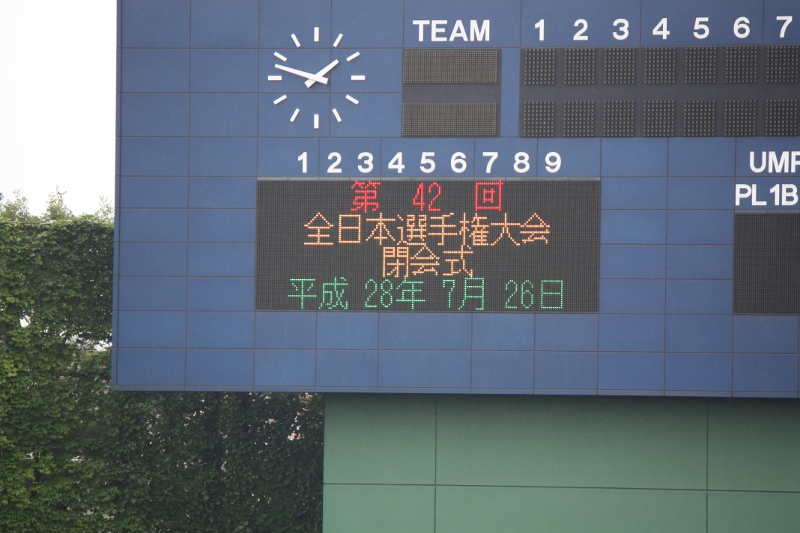 TEAM 1 2 3 4 5 6 7
1 2 3 4 5 6 7 8 9
UMP
PL 1B
第 42 回
全日本選手権大会
閉会式
平成 28年 7月 26日